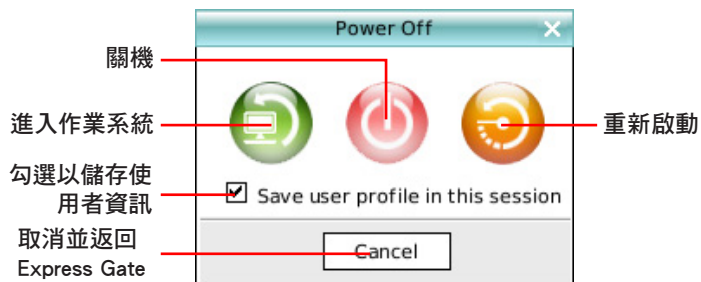 Power Off
關機
進入作業系統
重新啟動
勾選以儲存使
用者資訊
Save user profile in this session
取消並返回
Express Gate
Cancel